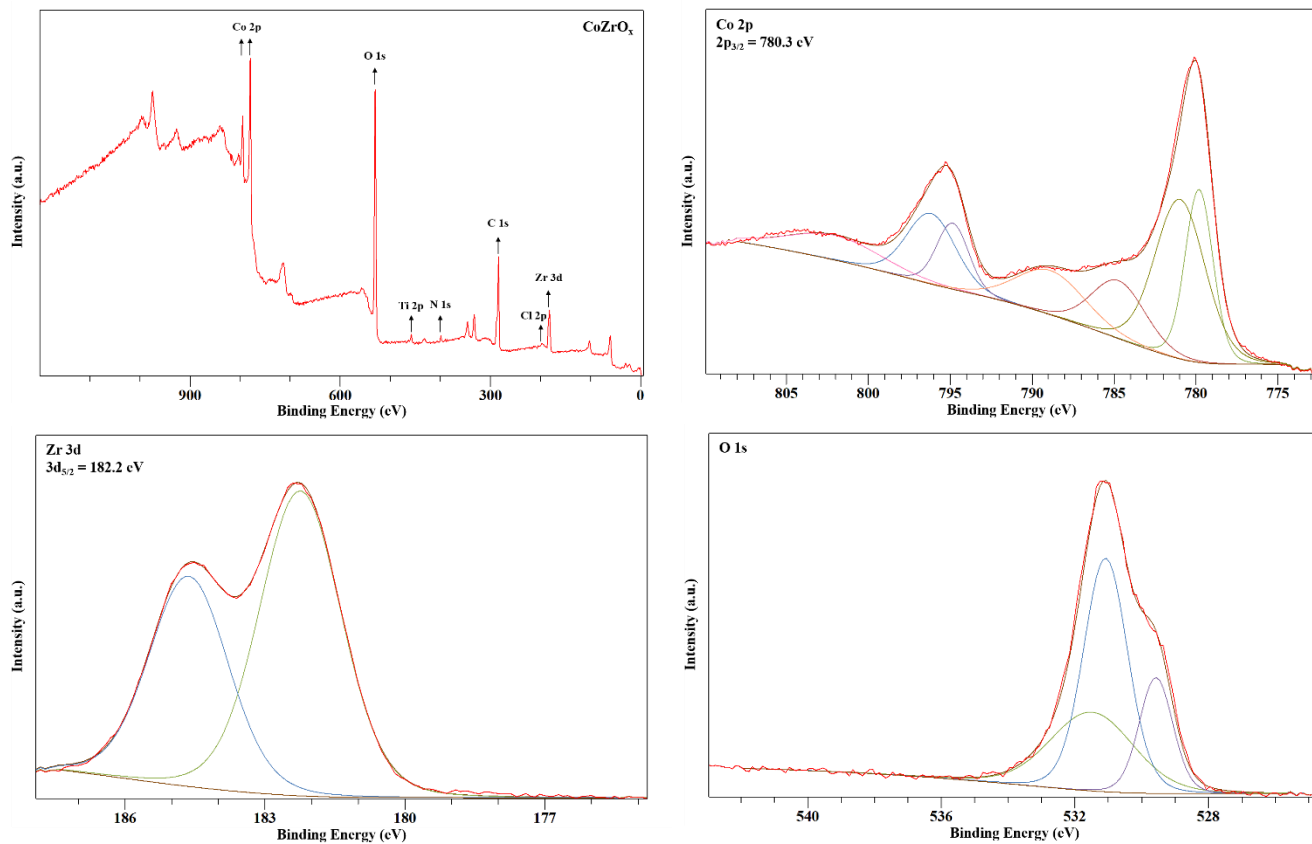 CoZrOₓ
Co 2p
O 1s
C 1s
Zr 3d
Ti 2p
N 1s
Cl 2p
Intensity (a.u.)
900
600
300
0
Binding Energy (eV)
Co 2p
2p₃/₂ = 780.3 eV
Intensity (a.u.)
805
800
795
790
785
780
775
Binding Energy (eV)
Zr 3d
3d₅/₂ = 182.2 eV
Intensity (a.u.)
186
183
180
177
Binding Energy (eV)
O 1s
Intensity (a.u.)
540
536
532
528
Binding Energy (eV)